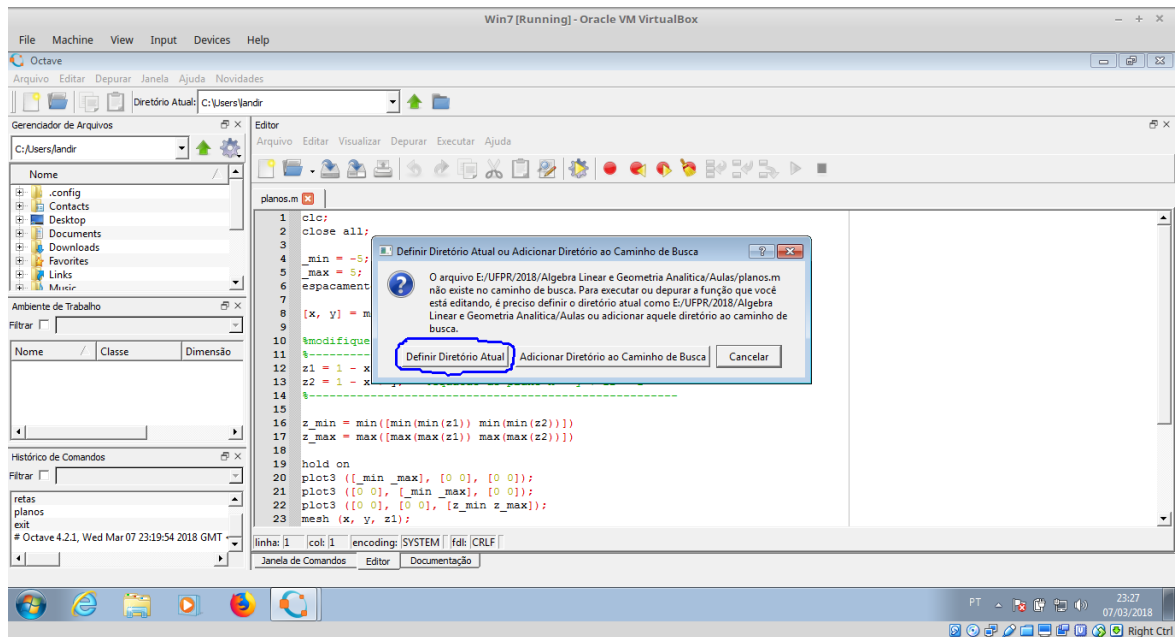 Win7 [Running] - Oracle VM VirtualBox
File Machine View Input Devices Help
Octave
Arquivo Editar Depurar Janela Ajuda Novidades
Diretório Atual: C:\Users\landir
Gerenciador de Arquivos
C:/Users/landir
Nome
.config
Contacts
Desktop
Documents
Downloads
Favorites
Links
Music
Ambiente de Trabalho
Filtrar
Nome Classe Dimensão
Histórico de Comandos
Filtrar
retas
planos
exit
# Octave 4.2.1, Wed Mar 07 23:19:54 2018 GMT
Editor
Arquivo Editar Visualizar Depurar Executar Ajuda
planos.m
1 clc;
2 close all;
3
4 _min = -5;
5 _max = 5;
6 espacament
7
8 [x, y] = m
9
10 %modifique
11 %----------
12 z1 = 1 - x
13 z2 = 1 - x
14 %--------------------------------------------------
15
16 z_min = min([min(min(z1)) min(min(z2))])
17 z_max = max([max(max(z1)) max(max(z2))])
18
19 hold on
20 plot3 ([_min _max], [0 0], [0 0]);
21 plot3 ([0 0], [_min _max], [0 0]);
22 plot3 ([0 0], [0 0], [z_min z_max]);
23 mesh (x, y, z1);
Definir Diretório Atual ou Adicionar Diretório ao Caminho de Busca
O arquivo E:/UFPR/2018/Algebra Linear e Geometria Analitica/Aulas/planos.m
não existe no caminho de busca. Para executar ou depurar a função que você
está editando, é preciso definir o diretório atual como E:/UFPR/2018/Algebra
Linear e Geometria Analitica/Aulas ou adicionar aquele diretório ao caminho de
busca.
Definir Diretório Atual Adicionar Diretório ao Caminho de Busca Cancelar
linha: 1 col: 1 encoding: SYSTEM fdl: CRLF
Janela de Comandos Editor Documentação
PT
23:27
07/03/2018
Right Ctrl